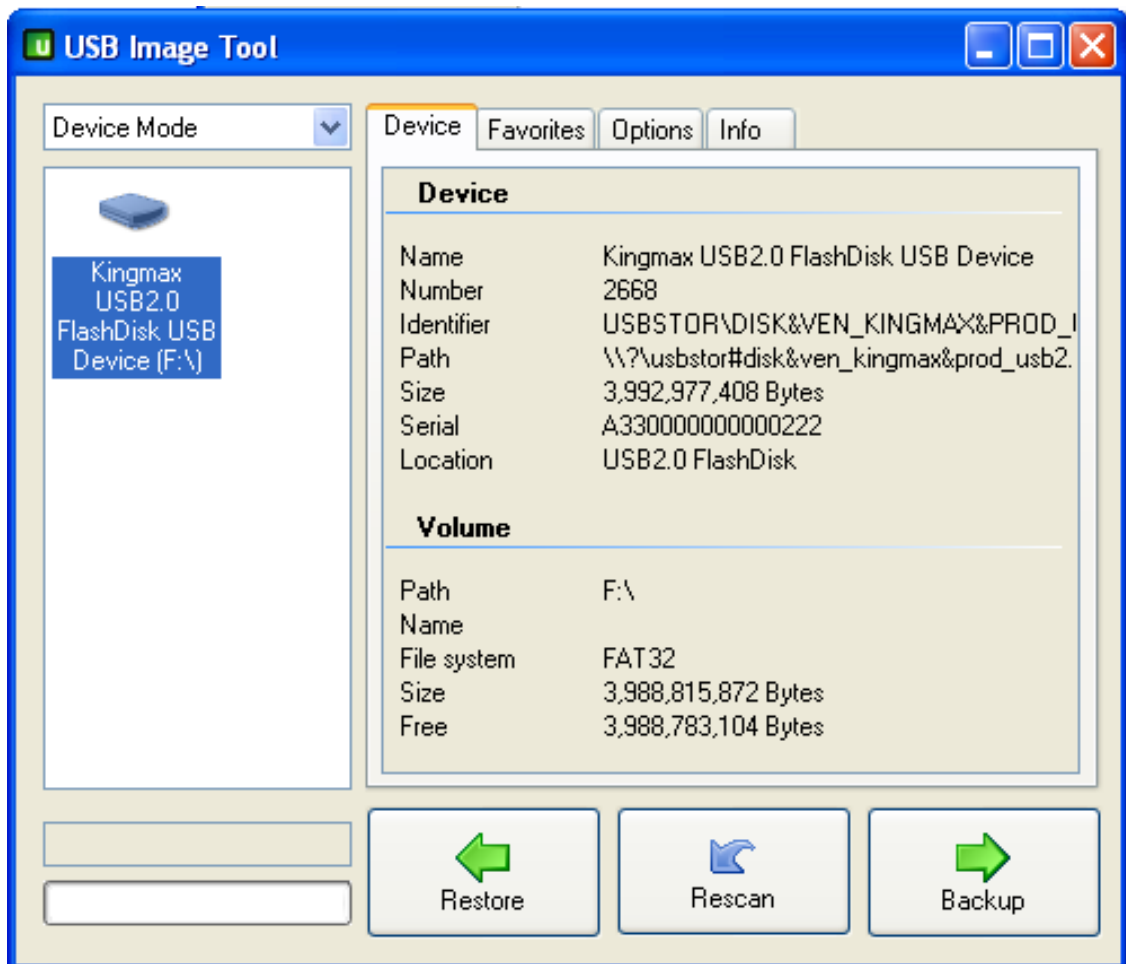 USB Image Tool
Device Mode
Kingmax
USB2.0
FlashDisk USB
Device (F:\)
Device Favorites Options Info
Device
Name Kingmax USB2.0 FlashDisk USB Device
Number 2668
Identifier USBSTOR\DISK&VEN_KINGMAX&PROD_
Path \\?\usbstor#disk&ven_kingmax&prod_usb2.
Size 3,992,977,408 Bytes
Serial A330000000000222
Location USB2.0 FlashDisk
Volume
Path F:\
Name
File system FAT32
Size 3,988,815,872 Bytes
Free 3,988,783,104 Bytes
Restore Rescan Backup